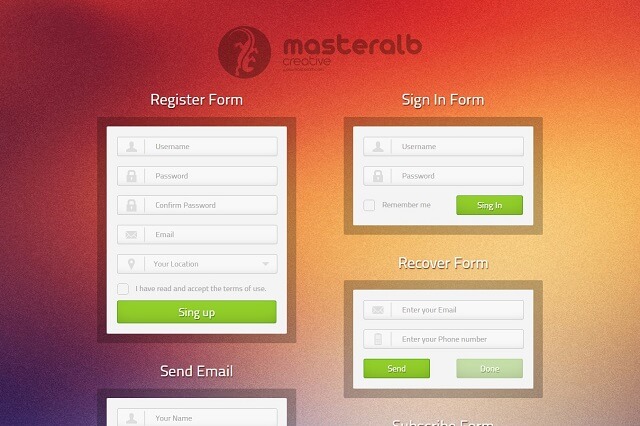 masteralb
creative
Register Form
Username
Password
Confirm Password
Email
Your Location
I have read and accept the terms of use.
Sing up
Send Email
Your Name
Sign In Form
Username
Password
Remember me
Sing In
Recover Form
Enter your Email
Enter your Phone number
Send
Done
Subscribe Form